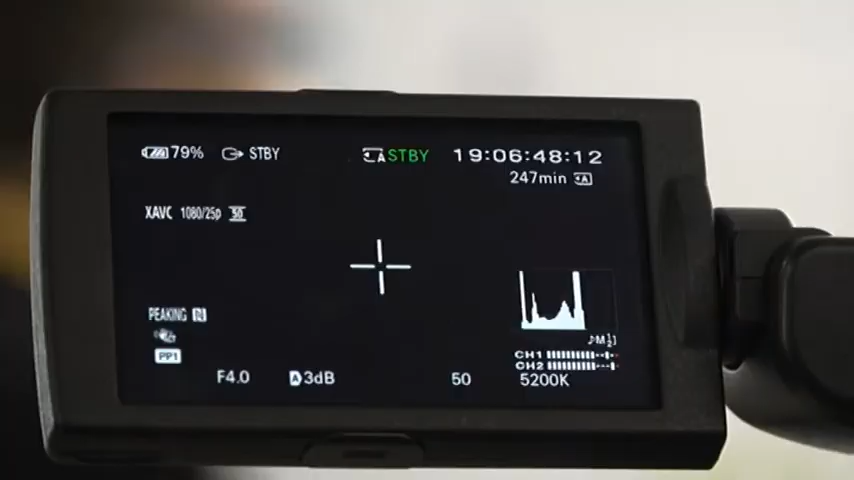 79% STBY A STBY 19:06:48:12
247min A
XAVC 1080/25p 50
PEAKING N
PP1
CH1
CH2
F4.0 A 3dB 50 5200K